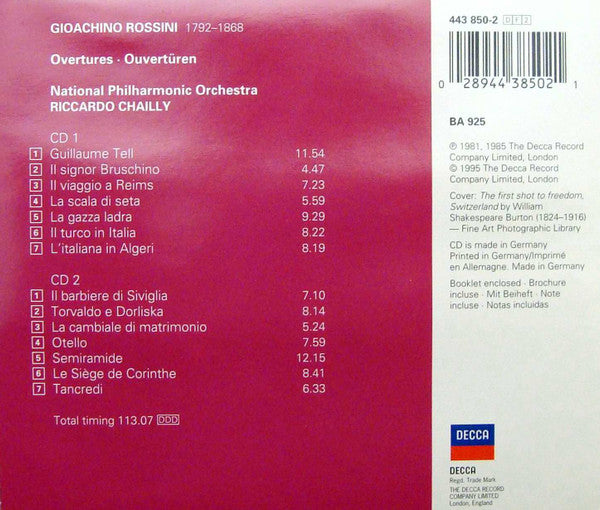 GIOACHINO ROSSINI 1792–1868
Overtures · Ouvertüren
National Philharmonic Orchestra
RICCARDO CHAILLY
CD 1
1 Guillaume Tell 11.54
2 Il signor Bruschino 4.47
3 Il viaggio a Reims 7.23
4 La scala di seta 5.59
5 La gazza ladra 9.29
6 Il turco in Italia 8.22
7 L'italiana in Algeri 8.19
CD 2
1 Il barbiere di Siviglia 7.10
2 Torvaldo e Dorliska 8.14
3 La cambiale di matrimonio 5.24
4 Otello 7.59
5 Semiramide 12.15
6 Le Siège de Corinthe 8.41
7 Tancredi 6.33
Total timing 113.07 DDD
443 850-2 DF2
0 28944 38502 1
BA 925
℗ 1981, 1985 The Decca Record
Company Limited, London
© 1995 The Decca Record
Company Limited, London
Cover: The first shot to freedom,
Switzerland by William
Shakespeare Burton (1824–1916)
— Fine Art Photographic Library
CD is made in Germany
Printed in Germany/Imprimé
en Allemagne. Made in Germany
Booklet enclosed · Brochure
incluse · Mit Beiheft · Note
incluse · Notas incluidas
DECCA
DECCA
Regd. Trade Mark
THE DECCA RECORD
COMPANY LIMITED
London, England